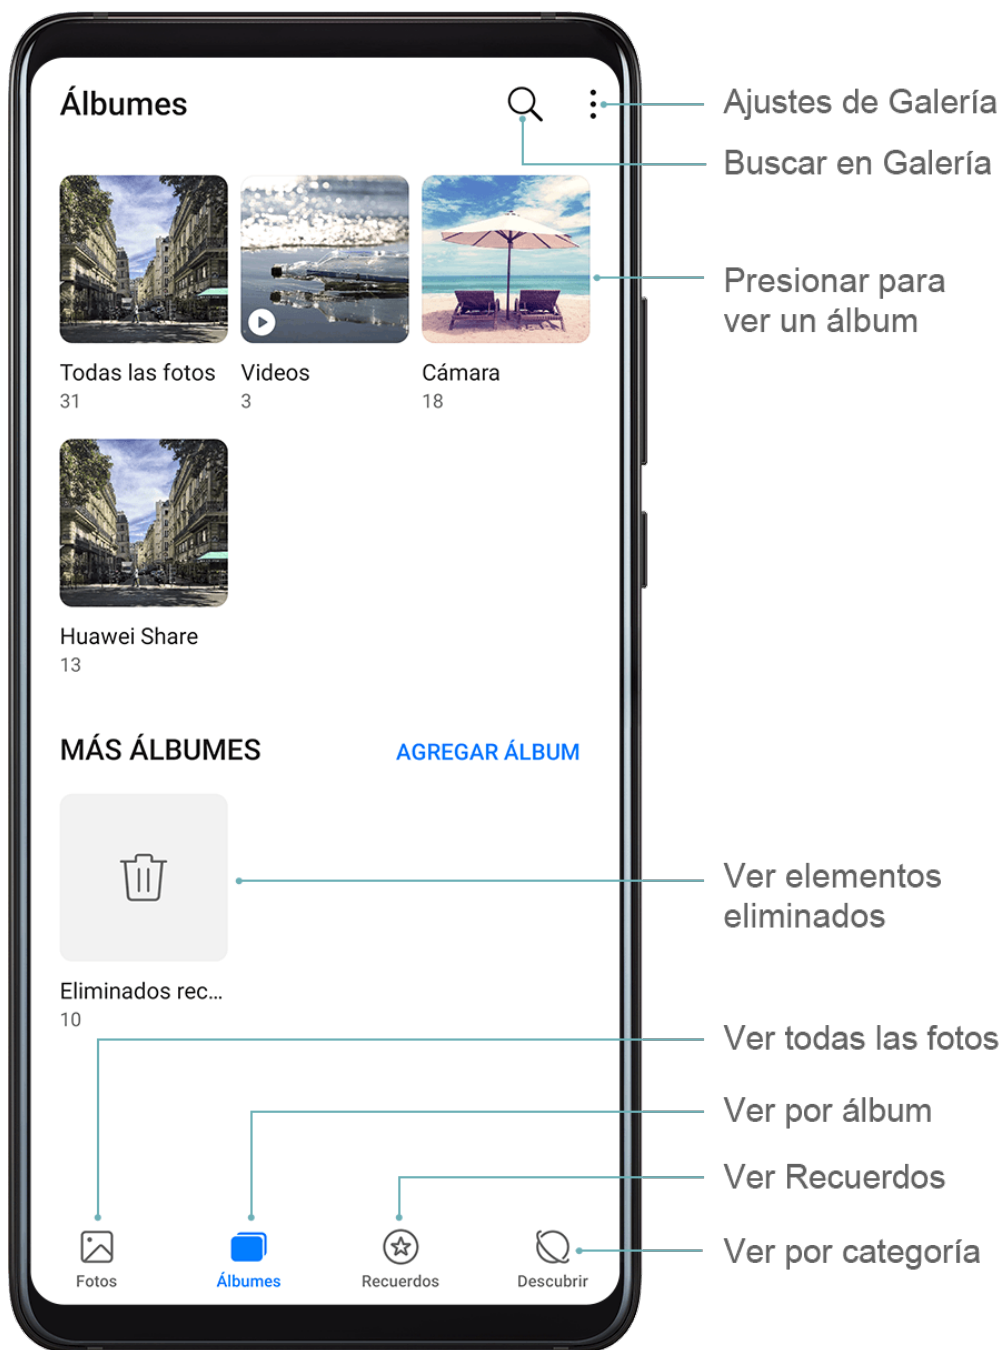 Álbumes
Ajustes de Galería
Buscar en Galería
Presionar para
ver un álbum
Todas las fotos
31
Videos
3
Cámara
18
Huawei Share
13
MÁS ÁLBUMES
AGREGAR ÁLBUM
Ver elementos
eliminados
Eliminados rec...
10
Ver todas las fotos
Ver por álbum
Ver Recuerdos
Ver por categoría
Fotos
Álbumes
Recuerdos
Descubrir